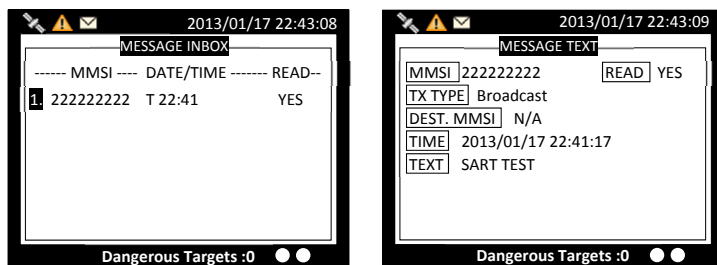 2013/01/17 22:43:08
MESSAGE INBOX
------ MMSI ---- DATE/TIME ------- READ--
1. 222222222 T 22:41 YES
Dangerous Targets :0
2013/01/17 22:43:09
MESSAGE TEXT
MMSI 222222222 READ YES
TX TYPE Broadcast
DEST. MMSI N/A
TIME 2013/01/17 22:41:17
TEXT SART TEST
Dangerous Targets :0